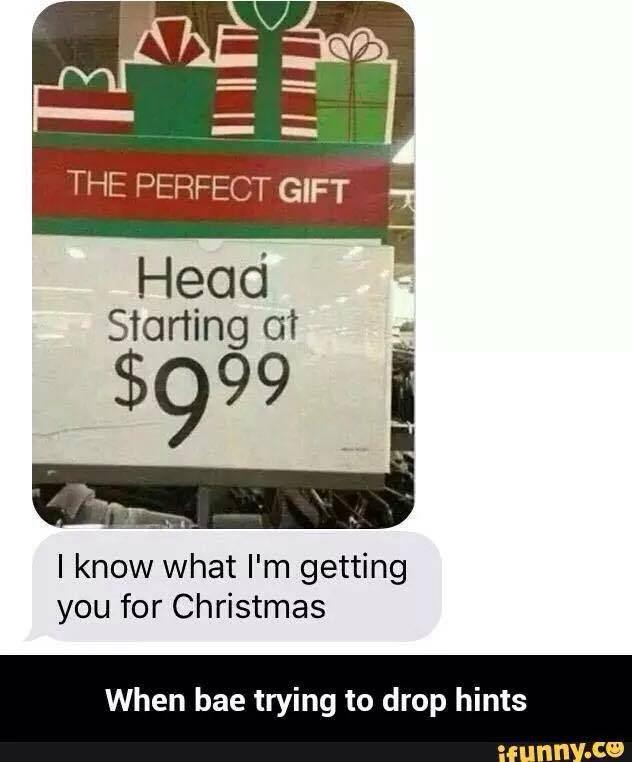 THE PERFECT GIFT
Head
Starting at
$9.99
I know what I'm getting
you for Christmas
When bae trying to drop hints
ifunny.ce